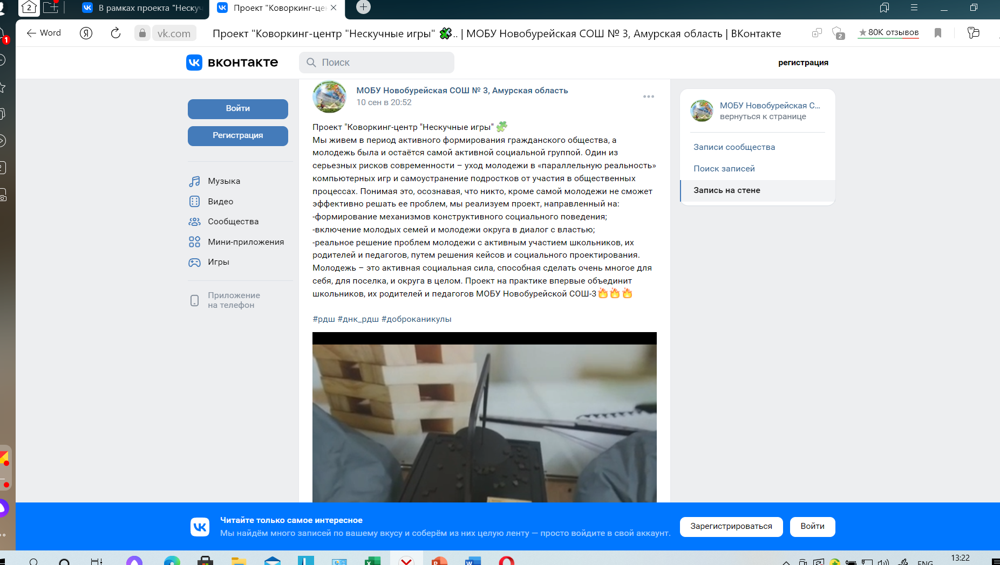 2
В рамках проекта "Нескуч
Проект "Коворкинг-це
Word
vk.com
Проект "Коворкинг-центр "Нескучные игры" 🧩.. | МОБУ Новобурейская СОШ № 3, Амурская область | ВКонтакте
2
★ 80K отзывов
1
вконтакте
Поиск
регистрация
Войти
Регистрация
Музыка
Видео
Сообщества
Мини-приложения
Игры
Приложение
на телефон
МОБУ Новобурейская СОШ № 3, Амурская область
10 сен в 20:52
Проект "Коворкинг-центр "Нескучные игры" 🧩
Мы живем в период активного формирования гражданского общества, а
молодежь была и остаётся самой активной социальной группой. Один из
серьезных рисков современности – уход молодежи в «параллельную реальность»
компьютерных игр и самоустранение подростков от участия в общественных
процессах. Понимая это, осознавая, что никто, кроме самой молодежи не сможет
эффективно решать ее проблем, мы реализуем проект, направленный на:
-формирование механизмов конструктивного социального поведения;
-включение молодых семей и молодежи округа в диалог с властью;
-реальное решение проблем молодежи с активным участием школьников, их
родителей и педагогов, путем решения кейсов и социального проектирования.
Молодежь – это активная социальная сила, способная сделать очень многое для
себя, для поселка, и округа в целом. Проект на практике впервые объединит
школьников, их родителей и педагогов МОБУ Новобурейской СОШ-3🔥🔥🔥
#рдш #днк_рдш #доброканикулы
МОБУ Новобурейская С...
вернуться к странице
Записи сообщества
Поиск записей
Запись на стене
Читайте только самое интересное
Мы найдём много записей по вашему вкусу и соберём из них целую ленту — просто войдите в свой аккаунт.
Зарегистрироваться
Войти
ENG
13:22